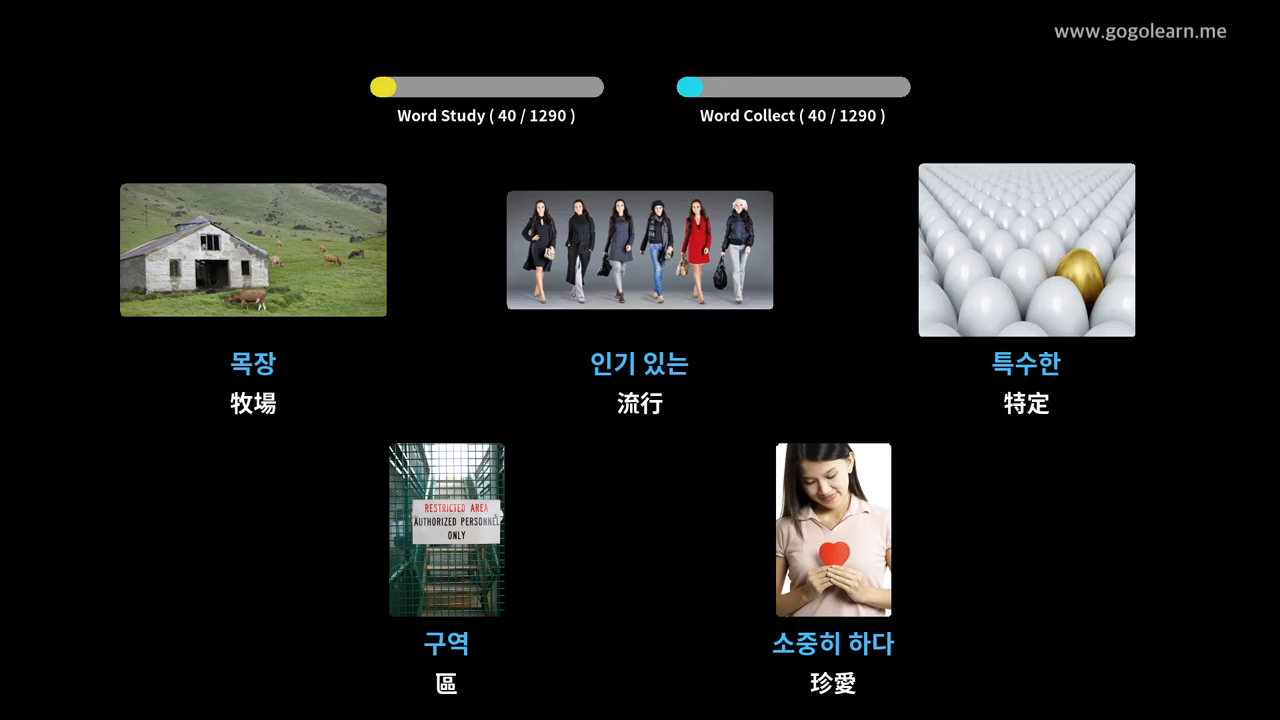 www.gogolearn.me
Word Study ( 40 / 1290 )
Word Collect ( 40 / 1290 )
목장
牧場
인기 있는
流行
특수한
特定
RESTRICTED AREA
AUTHORIZED PERSONNEL
ONLY
구역
區
소중히 하다
珍愛